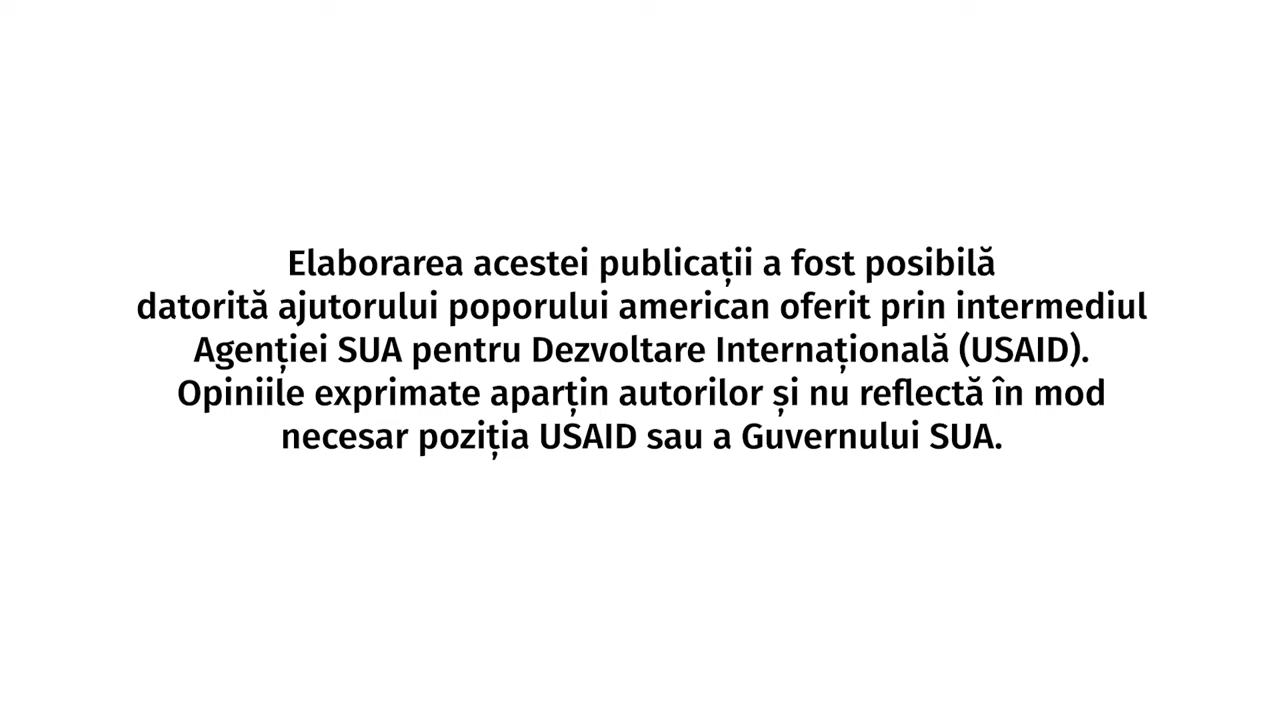 Elaborarea acestei publicații a fost posibilă
datorită ajutorului poporului american oferit prin intermediul
Agenției SUA pentru Dezvoltare Internațională (USAID).
Opiniile exprimate aparțin autorilor și nu reflectă în mod
necesar poziția USAID sau a Guvernului SUA.